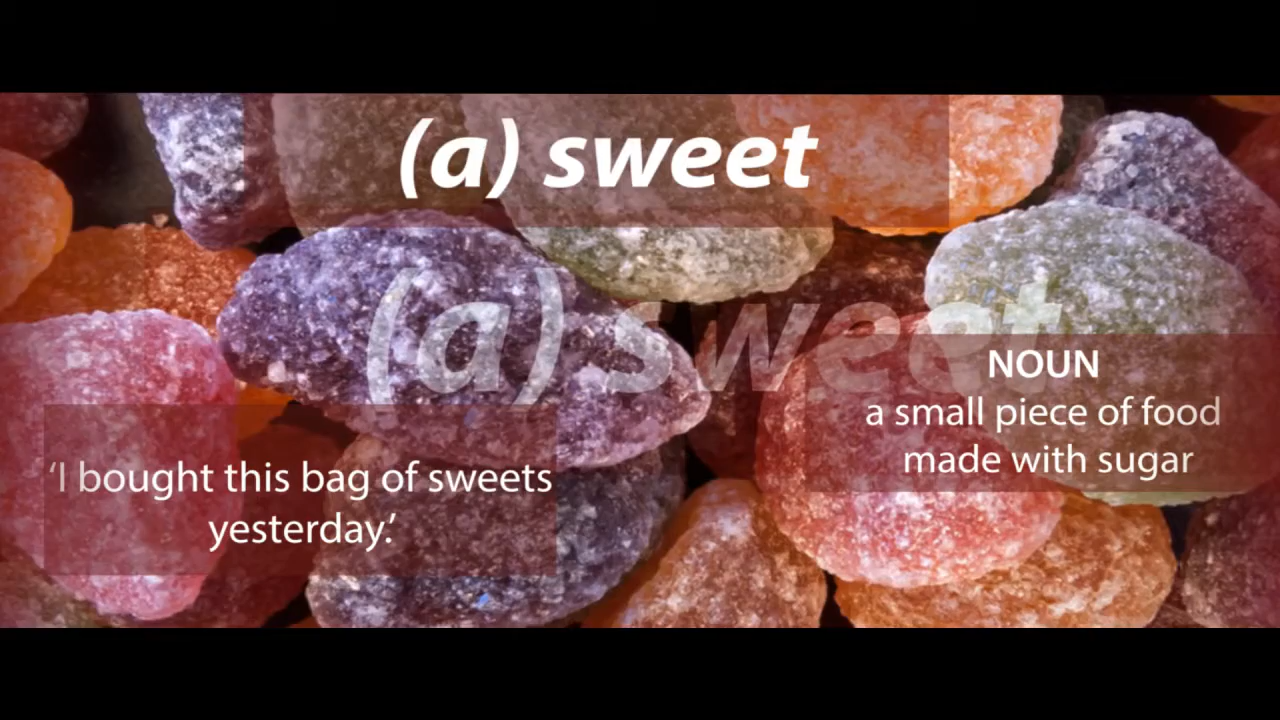 (a) sweet
(a) sweet
NOUN
a small piece of food
made with sugar
‘I bought this bag of sweets
yesterday.’